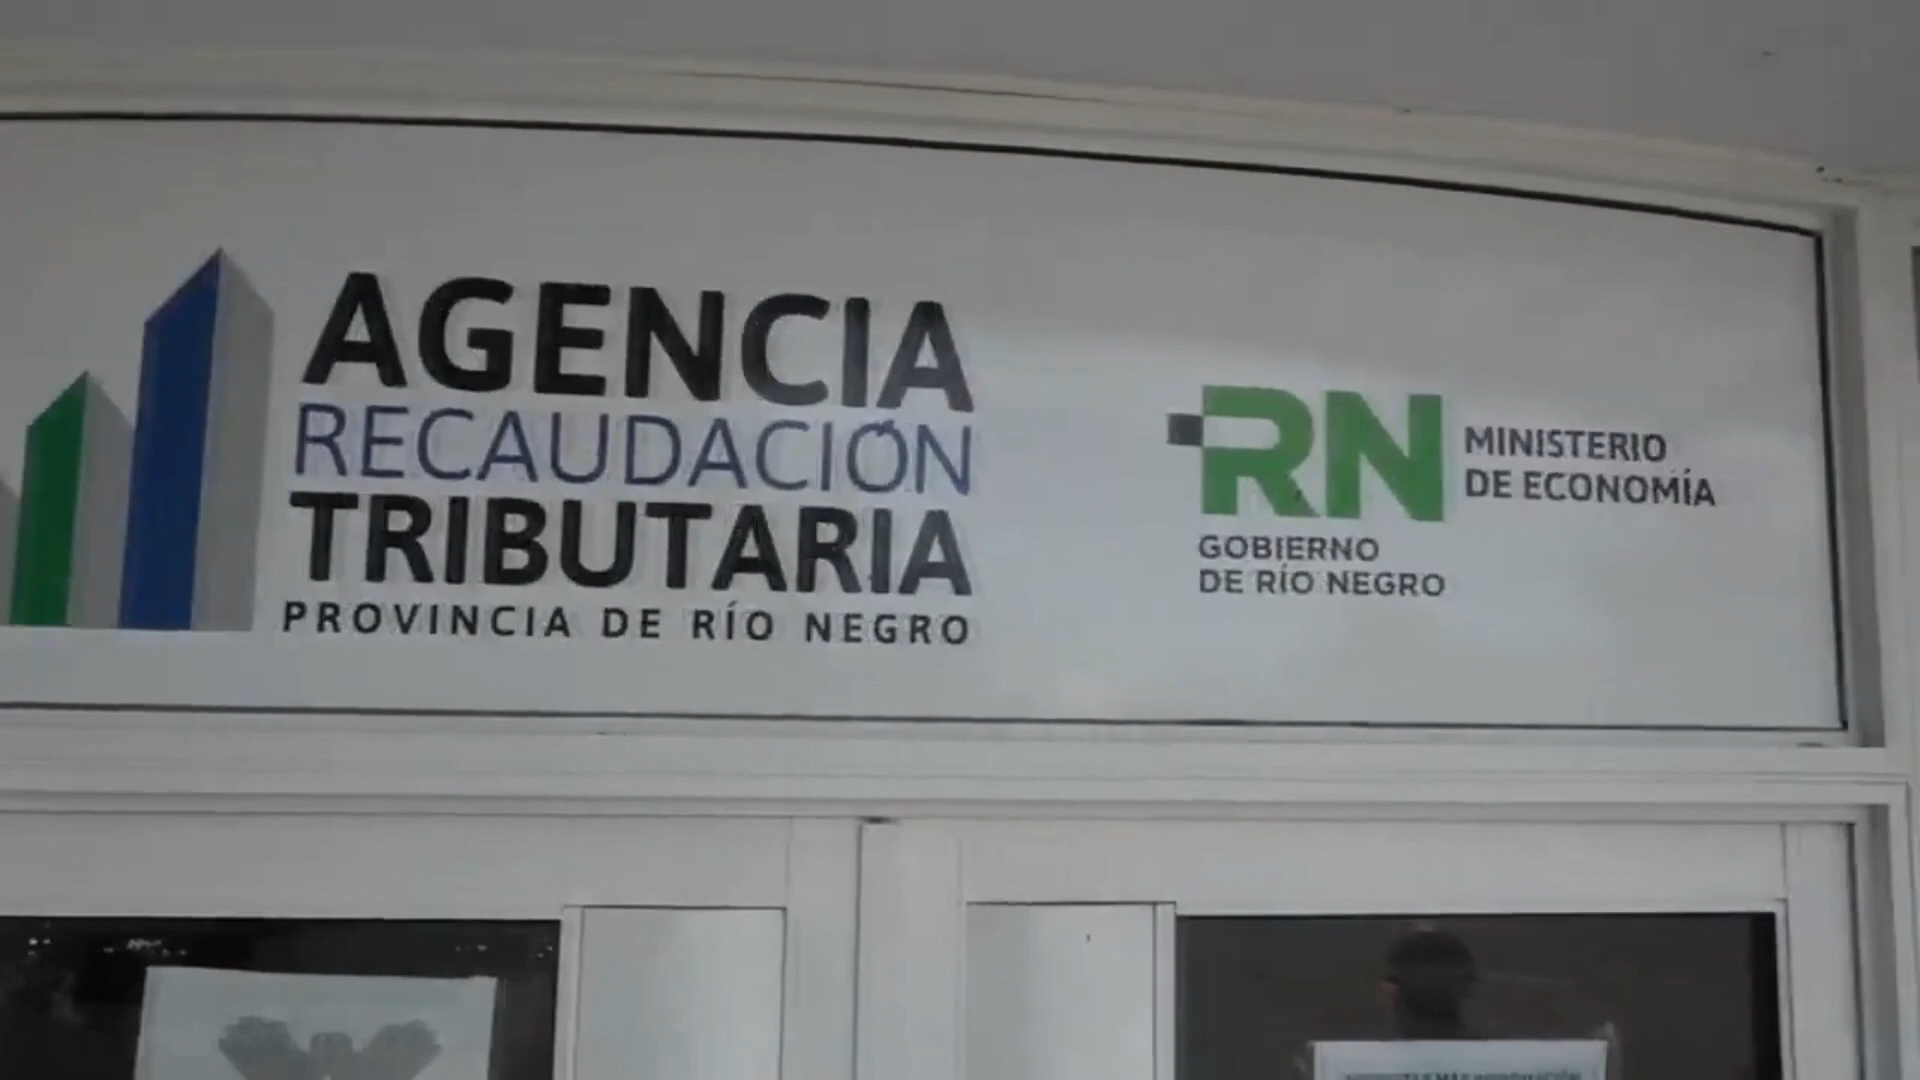 AGENCIA
RECAUDACIÓN
TRIBUTARIA
PROVINCIA DE RÍO NEGRO
RN
MINISTERIO
DE ECONOMÍA
GOBIERNO
DE RÍO NEGRO